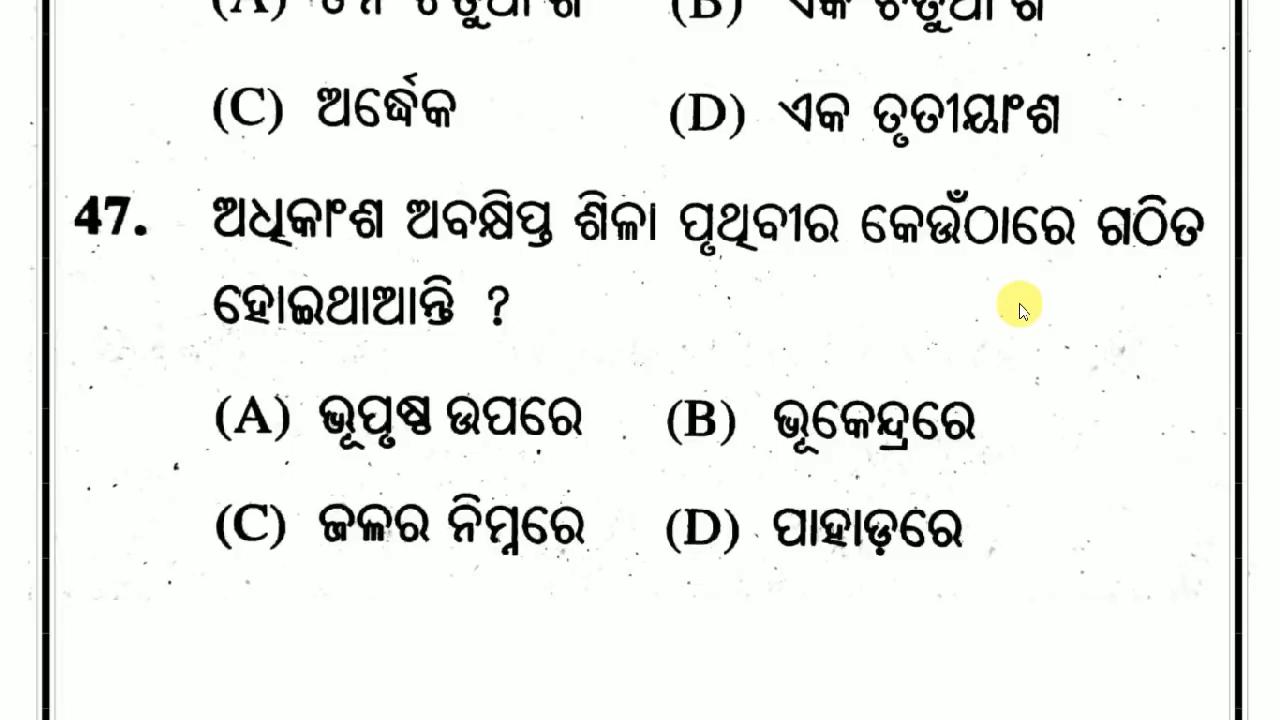 (C) ଅର୍ଦ୍ଧେକ (D) ଏକ ତୃତୀୟାଂଶ
47. ଅଧିକାଂଶ ଅବକ୍ଷିପ୍ତ ଶିଳା ପୃଥିବୀର କେଉଁଠାରେ ଗଠିତ
ହୋଇଥାଆନ୍ତି ?
(A) ଭୂପୃଷ୍ଠ ଉପରେ (B) ଭୂକେନ୍ଦ୍ରରେ
(C) ଜଳର ନିମ୍ନରେ (D) ପାହାଡ଼ରେ